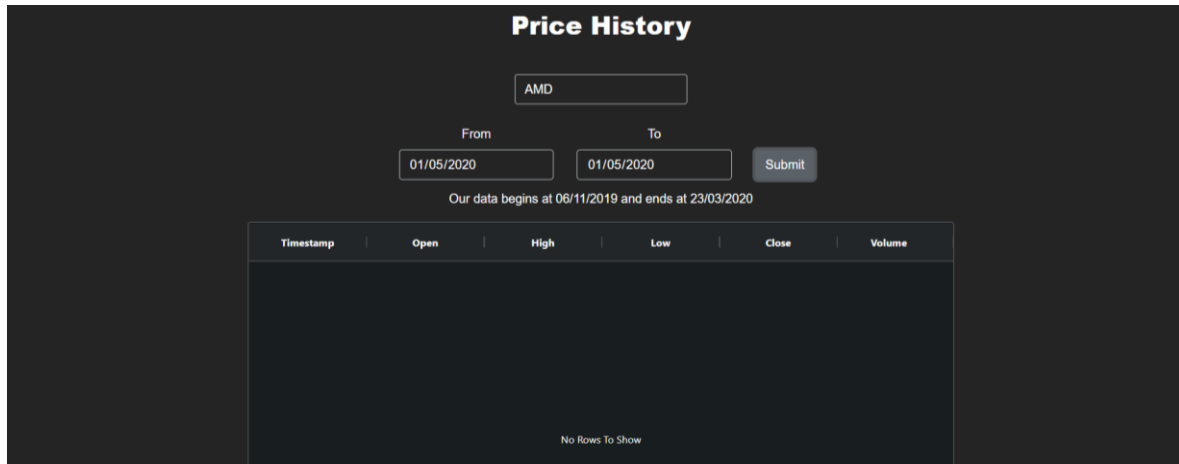 Price History
AMD
From To
01/05/2020 01/05/2020 Submit
Our data begins at 06/11/2019 and ends at 23/03/2020
Timestamp Open High Low Close Volume
No Rows To Show